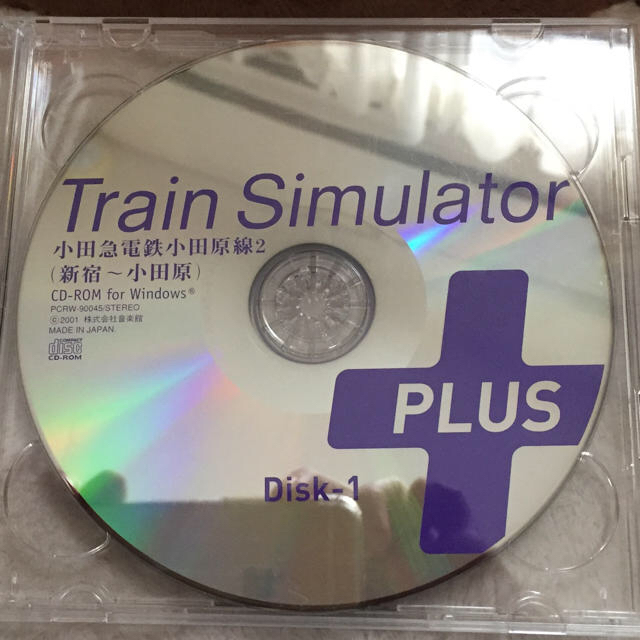 Train Simulator
小田急電鉄小田原線2
(新宿～小田原)
CD-ROM for Windows®
PCRW-90045/STEREO
©2001 株式会社音楽館
MADE IN JAPAN.
COMPACT
disc
CD-ROM
PLUS
Disk-1